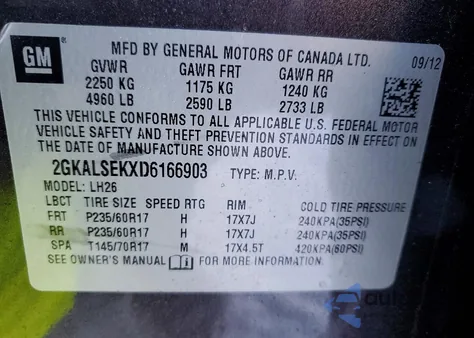 GM
MFD BY GENERAL MOTORS OF CANADA LTD.
09/12
GVWR GAWR FRT GAWR RR
2250 KG 1175 KG 1240 KG
4960 LB 2590 LB 2733 LB
THIS VEHICLE CONFORMS TO ALL APPLICABLE U.S. FEDERAL MOTOR
VEHICLE SAFETY AND THEFT PREVENTION STANDARDS IN EFFECT ON
THE DATE OF MANUFACTURE SHOWN ABOVE.
2GKALSEKXD6166903 TYPE: M.P.V.
MODEL: LH26
LBCT TIRE SIZE SPEED RTG RIM COLD TIRE PRESSURE
FRT P235/60R17 H 17X7J 240KPA(35PSI)
RR P235/60R17 H 17X7J 240KPA(35PSI)
SPA T145/70R17 M 17X4.5T 420KPA(60PSI)
SEE OWNER'S MANUAL FOR MORE INFORMATION.